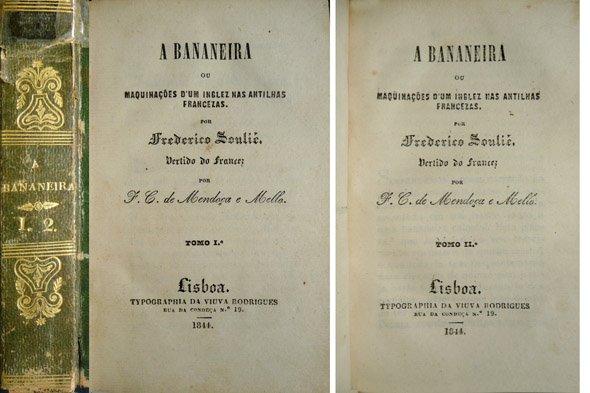 A
BANANEIRA
1. 2.
A BANANEIRA
OU
MAQUINAÇÕES D'UM INGLEZ NAS ANTILHAS
FRANCEZAS.
POR
Frederico Soulié.
Vertido do Francez
POR
F. C. de Mendoça e Mello.
TOMO I.º
Lisboa.
TYPOGRAPHIA DA VIUVA RODRIGUES
RUA DA CONDEÇA N.º 19.
1844.
A BANANEIRA
OU
MAQUINAÇÕES D'UM INGLEZ NAS ANTILHAS
FRANCEZAS.
POR
Frederico Soulié.
Vertido do Francez
POR
F. C. de Mendoça e Mello.
TOMO II.º
Lisboa.
TYPOGRAPHIA DA VIUVA RODRIGUES
RUA DA CONDEÇA N.º 19.
1844.